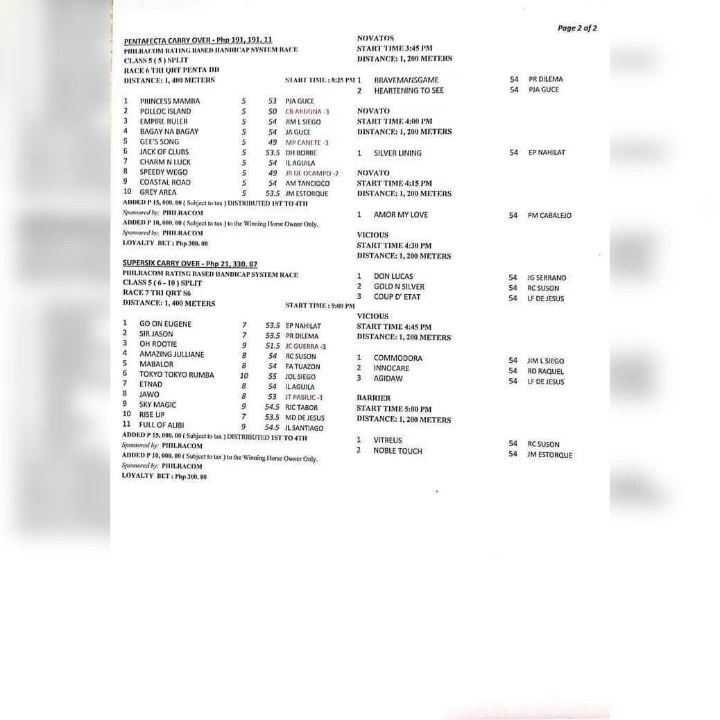 Page 2 of 2
PENTAFECTA CARRY OVER - Php 191, 191, 11
PHILRACOM RATING BASED HANDICAP SYSTEM RACE
CLASS 5 ( 5 ) SPLIT
RACE 6 TRI QRT PENTA DD
DISTANCE: 1, 400 METERS START TIME : 8:25 PM
1 PRINCESS MAMBA 5 53 PJA GUCE
2 POLLOC ISLAND 5 50 CB ARUGNA -3
3 EMPIRE RULER 5 54 JIM L SIEGO
4 BAGAY NA BAGAY 5 54 JA GUCE
5 GEE'S SONG 5 49 MP CANETE -3
6 JACK OF CLUBS 5 53.5 DH BORBE
7 CHARM N LUCK 5 54 IL AGUILA
8 SPEEDY WEGO 5 49 JR DE OCAMPO -2
9 COASTAL ROAD 5 54 AM TANCIOCO
10 GREY AREA 5 53.5 JM ESTORQUE
ADDED P 15, 000. 00 ( Subject to tax ) DISTRIBUTED 1ST TO 4TH
Sponsored by: PHILRACOM
ADDED P 10, 000. 00 ( Subject to tax ) to the Winning Horse Owner Only.
Sponsored by: PHILRACOM
LOYALTY BET : Php 300. 00
SUPERSIX CARRY OVER - Php 21, 330. 87
PHILRACOM RATING BASED HANDICAP SYSTEM RACE
CLASS 5 ( 6 - 10 ) SPLIT
RACE 7 TRI QRT S6
DISTANCE: 1, 400 METERS START TIME : 9:00 PM
1 GO ON EUGENE 7 53.5 EP NAHILAT
2 SIR JASON 7 53.5 PR DILEMA
3 OH ROOTIE 9 51.5 JC GUERRA -3
4 AMAZING JULLIANE 8 54 RC SUSON
5 MABALOR 8 54 FA TUAZON
6 TOKYO TOKYO RUMBA 10 55 JOL SIEGO
7 ETNAD 8 54 IL AGUILA
8 JAWO 8 53 JT PABILIC -1
9 SKY MAGIC 9 54.5 RIC TABOR
10 RISE UP 7 53.5 MD DE JESUS
11 FULL OF ALIBI 9 54.5 JL SANTIAGO
ADDED P 15, 000. 00 ( Subject to tax ) DISTRIBUTED 1ST TO 4TH
Sponsored by: PHILRACOM
ADDED P 10, 000. 00 ( Subject to tax ) to the Winning Horse Owner Only.
Sponsored by: PHILRACOM
LOYALTY BET : Php 300. 00
NOVATOS
START TIME 3:45 PM
DISTANCE: 1, 200 METERS
1 BRAVEMANSGAME 54 PR DILEMA
2 HEARTENING TO SEE 54 PJA GUCE
NOVATO
START TIME 4:00 PM
DISTANCE: 1, 200 METERS
1 SILVER LINING 54 EP NAHILAT
NOVATO
START TIME 4:15 PM
DISTANCE: 1, 200 METERS
1 AMOR MY LOVE 54 PM CABALEJO
VICIOUS
START TIME 4:30 PM
DISTANCE: 1, 200 METERS
1 DON LUCAS 54 JG SERRANO
2 GOLD N SILVER 54 RC SUSON
3 COUP D' ETAT 54 LF DE JESUS
VICIOUS
START TIME 4:45 PM
DISTANCE: 1, 200 METERS
1 COMMODORA 54 JIM L SIEGO
2 INNOCARE 54 RD RAQUEL
3 AGIDAW 54 LF DE JESUS
BARRIER
START TIME 5:00 PM
DISTANCE: 1, 200 METERS
1 VITREUS 54 RC SUSON
2 NOBLE TOUCH 54 JM ESTORQUE